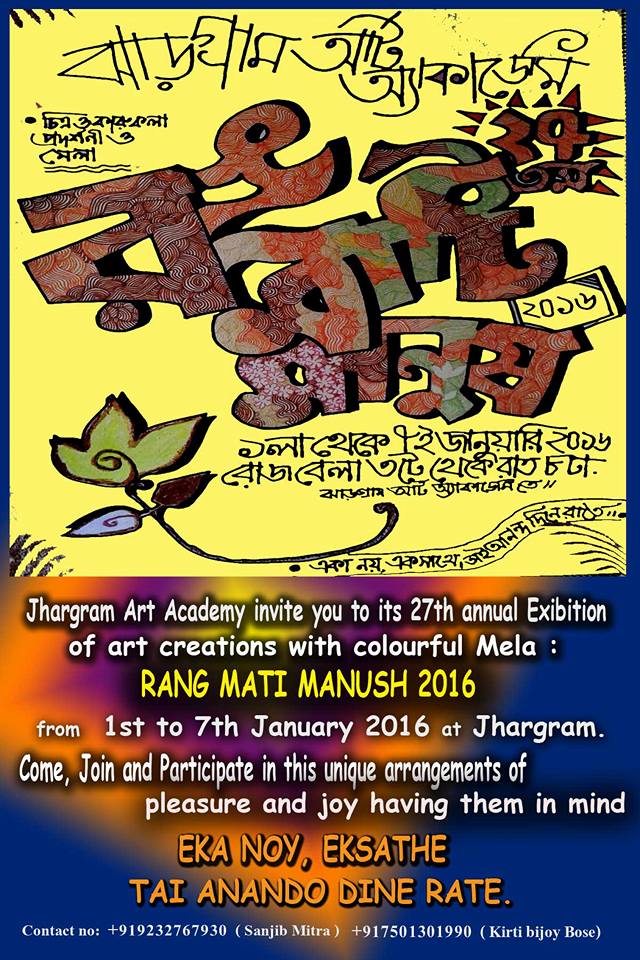 ঝাড়গ্রাম আর্ট
অ্যাকাডেমি
• চিত্র ও কারুকলা
প্রদর্শনী ও
মেলা
২৭
তম
রং
মাটি
মানুষ
২০১৬
১লা থেকে ৭ই জানুয়ারি ২০১৬
রোজ বেলা ৩টে থেকে রাত ৮টা.
ঝাড়গ্রাম আর্ট অ্যাকাডেমি তে"
• একা নয়, একসাথে, তাই আনন্দ দিনে রাতে"..
Jhargram Art Academy invite you to its 27th annual Exibition
of art creations with colourful Mela :
RANG MATI MANUSH 2016
from 1st to 7th January 2016 at Jhargram.
Come, Join and Participate in this unique arrangements of
pleasure and joy having them in mind
EKA NOY, EKSATHE
TAI ANANDO DINE RATE.
Contact no: +919232767930 ( Sanjib Mitra ) +917501301990 ( Kirti bijoy Bose)